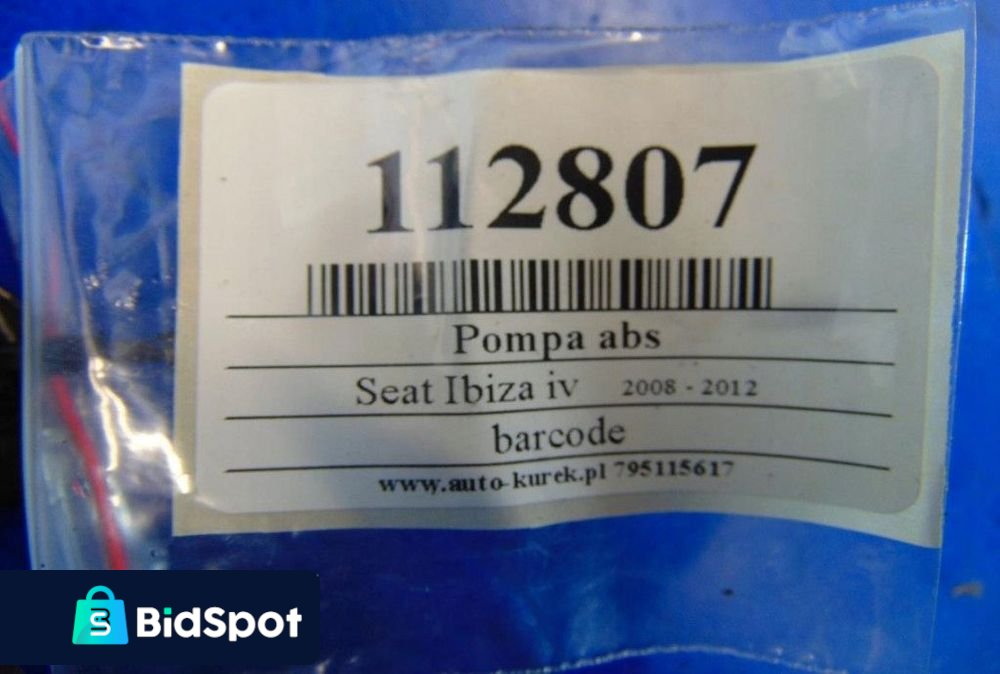 112807
Pompa abs
Seat Ibiza iv 2008 - 2012
barcode
www.auto-kurek.pl 795115617
BidSpot